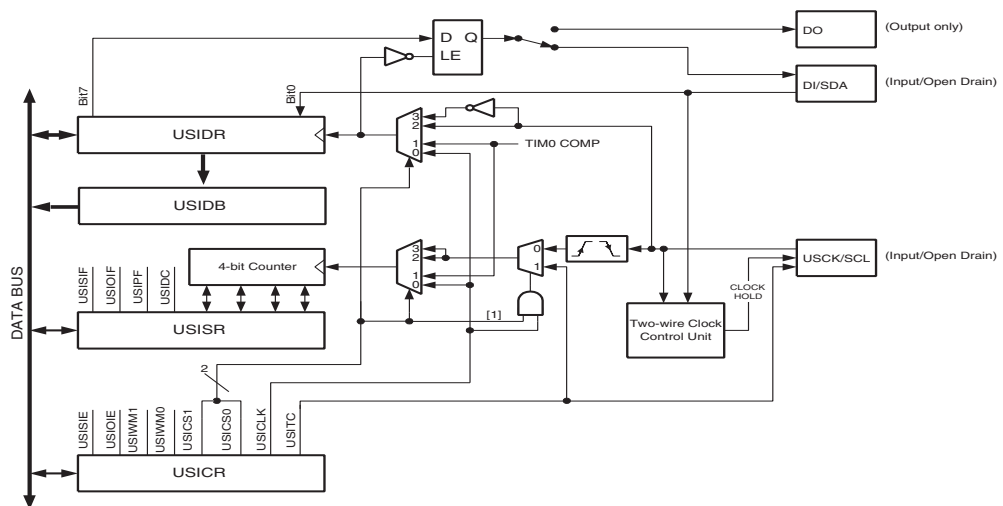 D Q
LE
DO
(Output only)
DI/SDA
(Input/Open Drain)
Bit7
Bit0
USIDR
3
2
1
0
TIM0 COMP
USIDB
DATA BUS
4-bit Counter
3
2
1
0
0
1
USCK/SCL
(Input/Open Drain)
CLOCK
HOLD
USISIF
USIOIF
USIPF
USIDC
USISR
[1]
Two-wire Clock
Control Unit
2
USISIE
USIOIE
USIWM1
USIWM0
USICS1
USICS0
USICLK
USITC
USICR